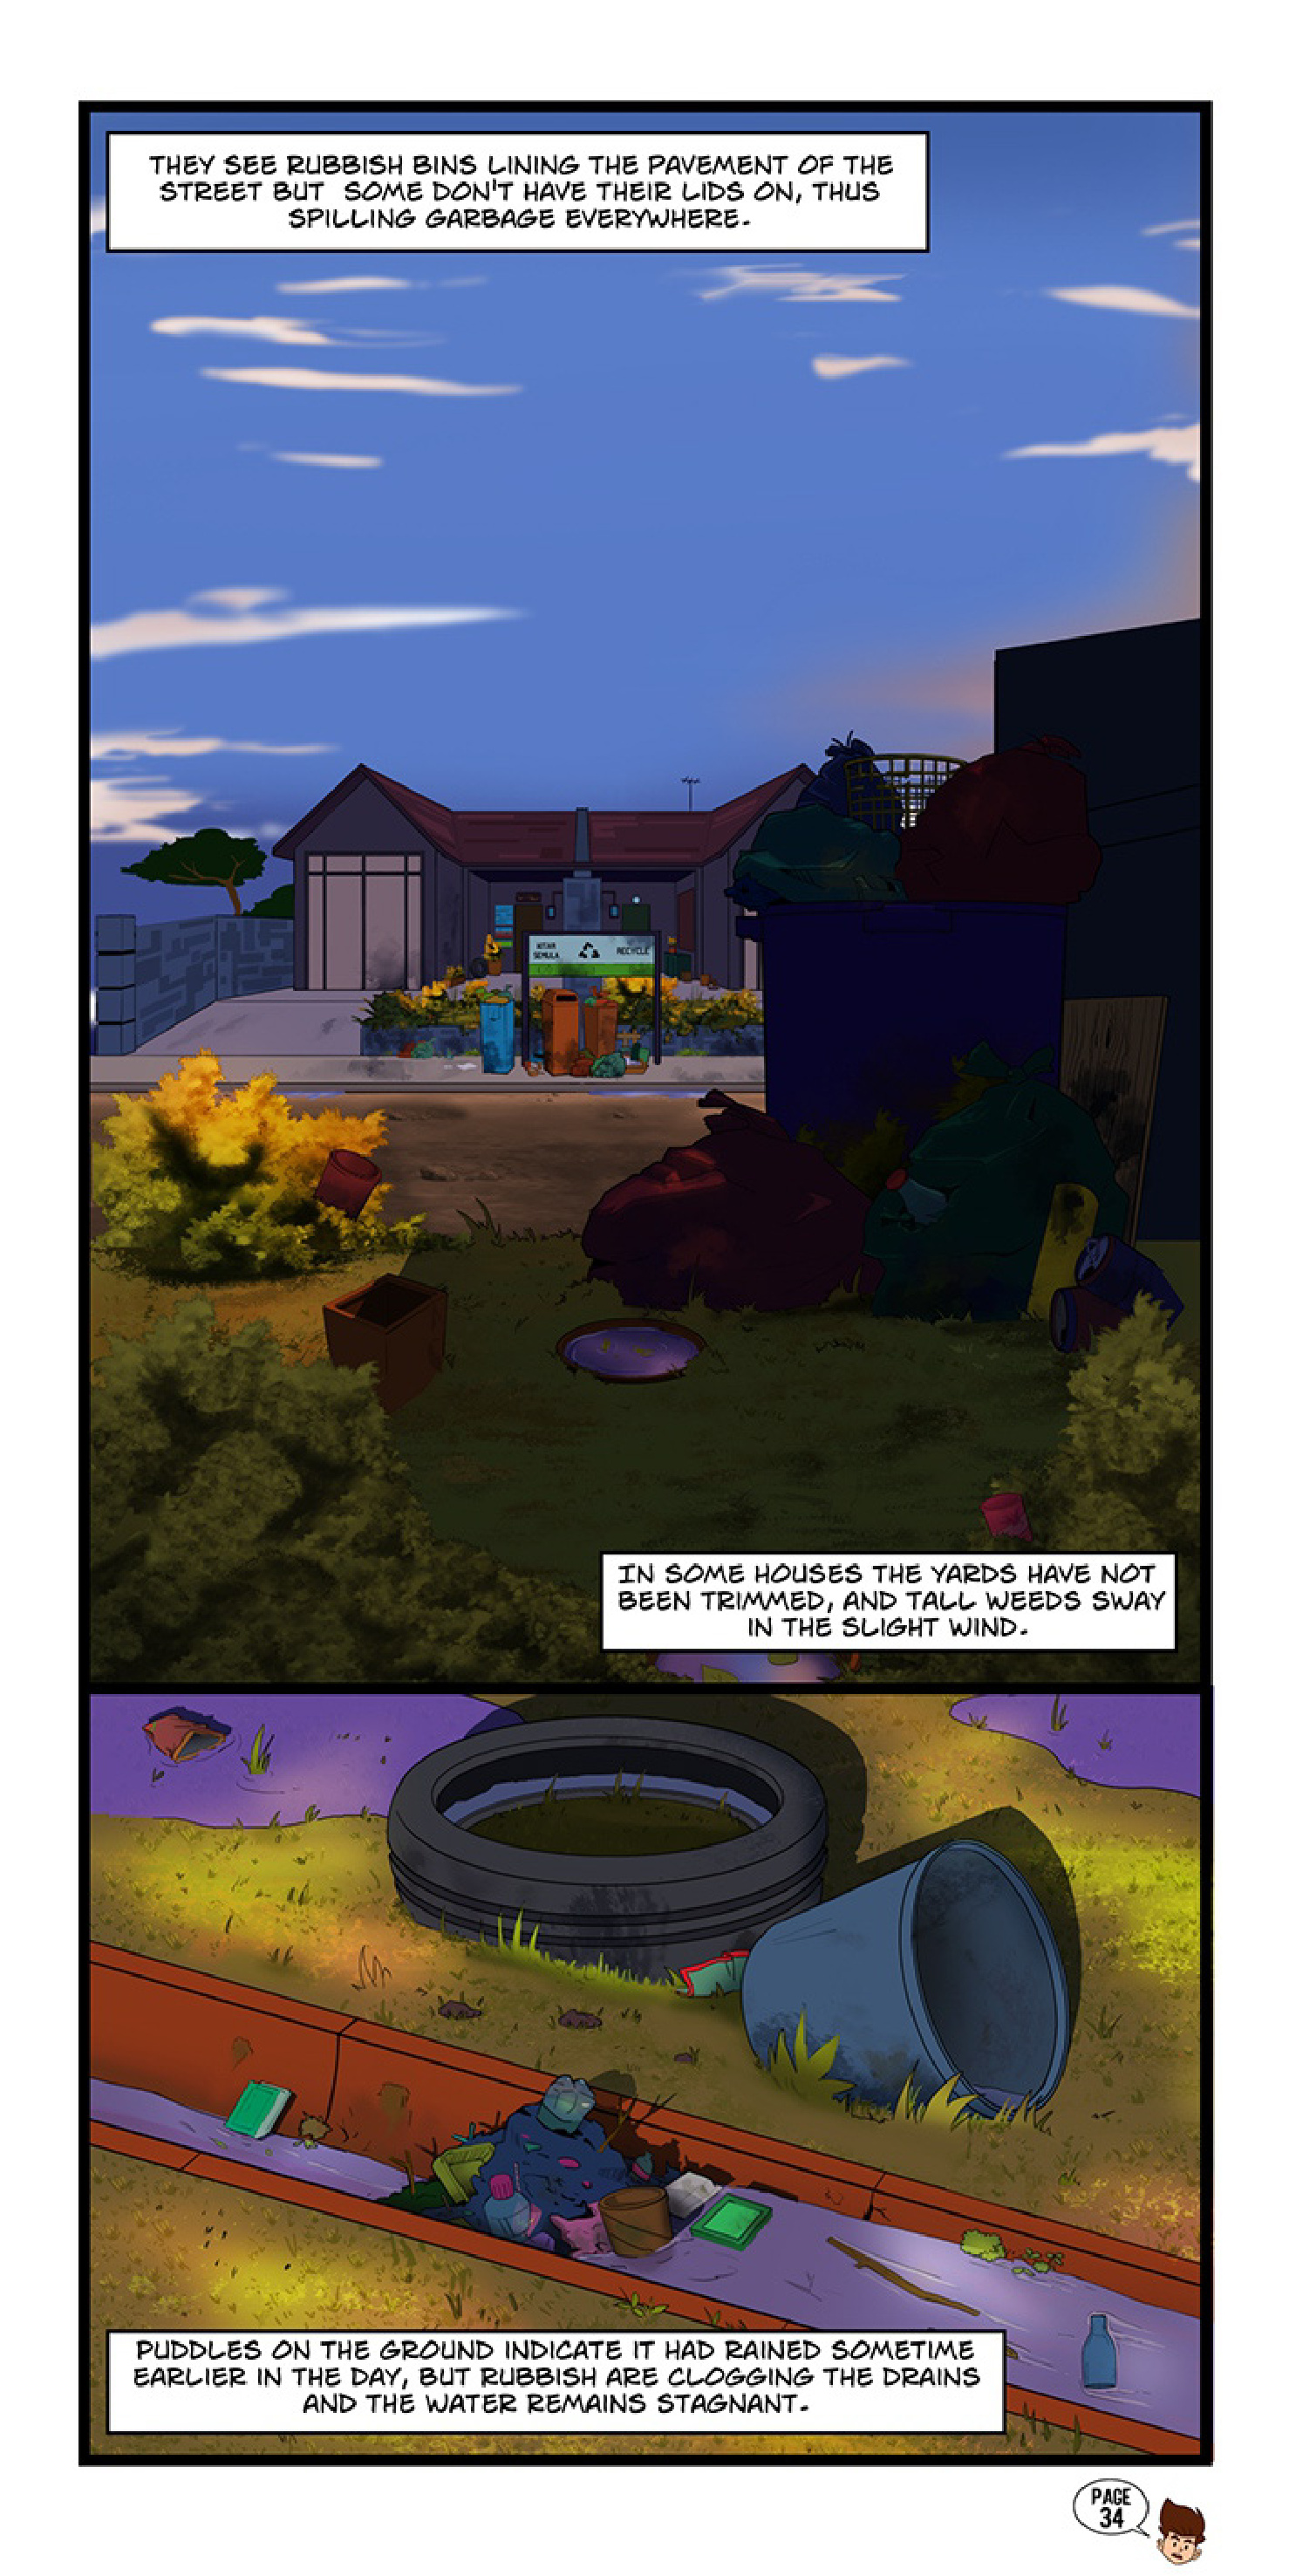 THEY SEE RUBBISH BINS LINING THE PAVEMENT OF THE
STREET BUT SOME DON'T HAVE THEIR LIDS ON, THUS
SPILLING GARBAGE EVERYWHERE.
KITAR
SEMULA
RECYCLE
IN SOME HOUSES THE YARDS HAVE NOT
BEEN TRIMMED, AND TALL WEEDS SWAY
IN THE SLIGHT WIND.
PUDDLES ON THE GROUND INDICATE IT HAD RAINED SOMETIME
EARLIER IN THE DAY, BUT RUBBISH ARE CLOGGING THE DRAINS
AND THE WATER REMAINS STAGNANT.
PAGE
34